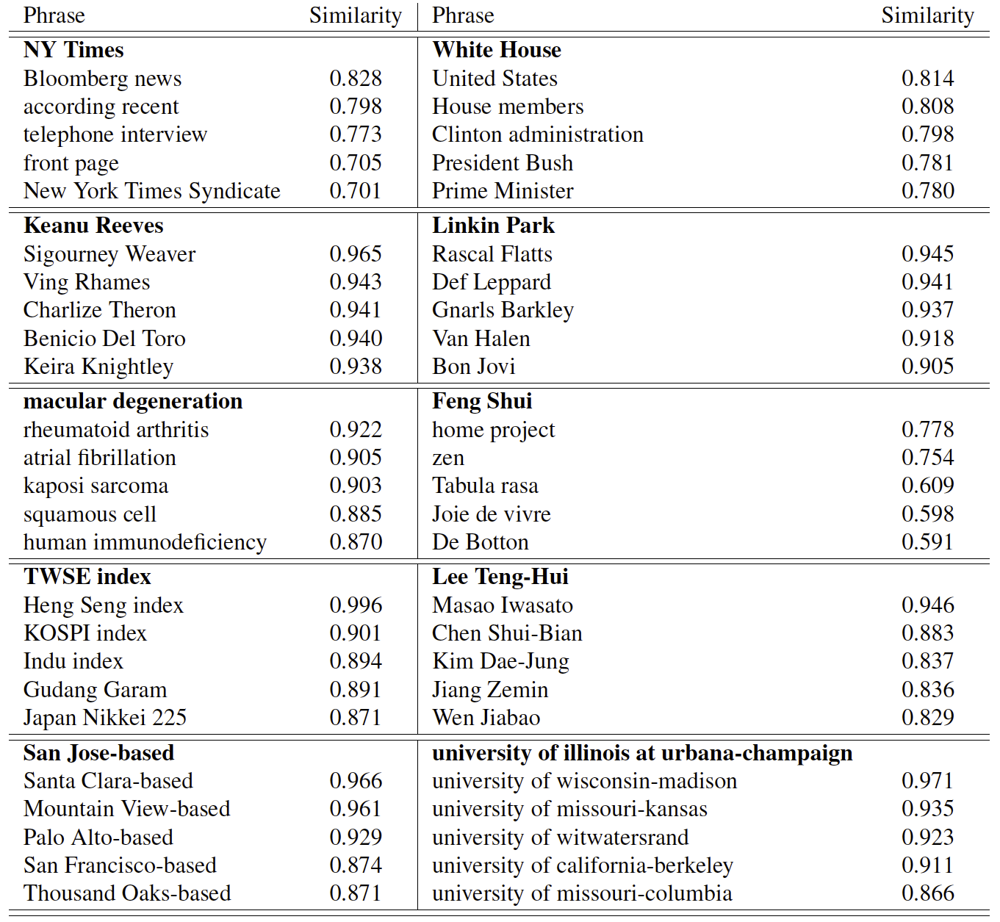 Phrase Similarity Phrase Similarity
NY Times White House
Bloomberg news 0.828 United States 0.814
according recent 0.798 House members 0.808
telephone interview 0.773 Clinton administration 0.798
front page 0.705 President Bush 0.781
New York Times Syndicate 0.701 Prime Minister 0.780
Keanu Reeves Linkin Park
Sigourney Weaver 0.965 Rascal Flatts 0.945
Ving Rhames 0.943 Def Leppard 0.941
Charlize Theron 0.941 Gnarls Barkley 0.937
Benicio Del Toro 0.940 Van Halen 0.918
Keira Knightley 0.938 Bon Jovi 0.905
macular degeneration Feng Shui
rheumatoid arthritis 0.922 home project 0.778
atrial fibrillation 0.905 zen 0.754
kaposi sarcoma 0.903 Tabula rasa 0.609
squamous cell 0.885 Joie de vivre 0.598
human immunodeficiency 0.870 De Botton 0.591
TWSE index Lee Teng-Hui
Heng Seng index 0.996 Masao Iwasato 0.946
KOSPI index 0.901 Chen Shui-Bian 0.883
Indu index 0.894 Kim Dae-Jung 0.837
Gudang Garam 0.891 Jiang Zemin 0.836
Japan Nikkei 225 0.871 Wen Jiabao 0.829
San Jose-based university of illinois at urbana-champaign
Santa Clara-based 0.966 university of wisconsin-madison 0.971
Mountain View-based 0.961 university of missouri-kansas 0.935
Palo Alto-based 0.929 university of witwatersrand 0.923
San Francisco-based 0.874 university of california-berkeley 0.911
Thousand Oaks-based 0.871 university of missouri-columbia 0.866